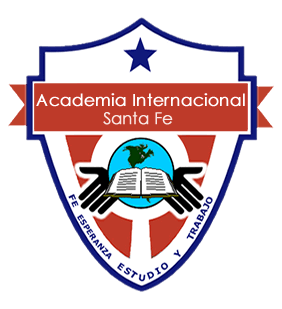 Academia Internacional
Santa Fe
FE ESPERANZA ESTUDIO Y TRABAJO